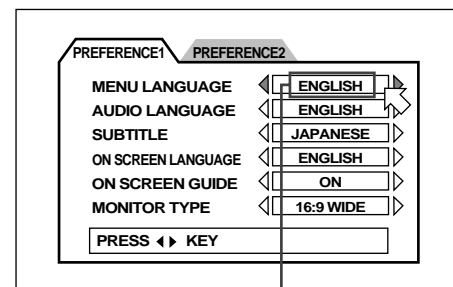 PREFERENCE1 PREFERENCE2
MENU LANGUAGE ENGLISH
AUDIO LANGUAGE ENGLISH
SUBTITLE JAPANESE
ON SCREEN LANGUAGE ENGLISH
ON SCREEN GUIDE ON
MONITOR TYPE 16:9 WIDE
PRESS ◀▶ KEY